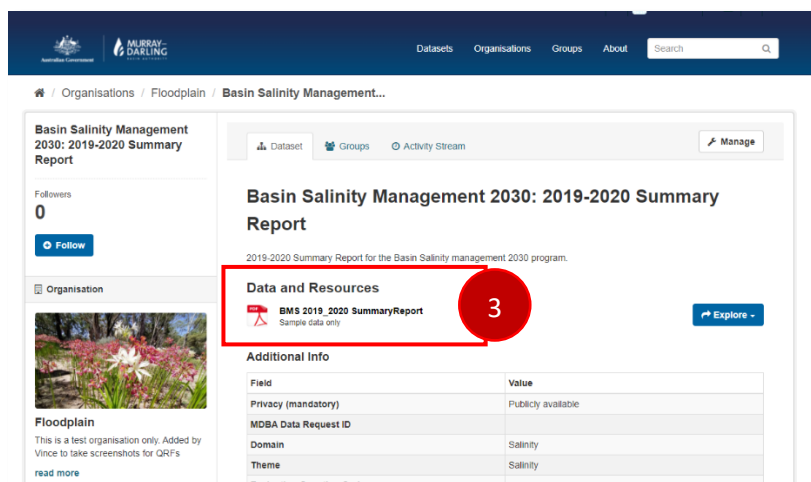 Australian Government
MURRAY–
DARLING
BASIN AUTHORITY
Datasets Organisations Groups About Search
/ Organisations / Floodplain / Basin Salinity Management...
Basin Salinity Management
2030: 2019-2020 Summary
Report
Followers
0
Follow
Organisation
Floodplain
This is a test organisation only. Added by
Vince to take screenshots for QRFs
read more
Dataset Groups Activity Stream
Manage
Basin Salinity Management 2030: 2019-2020 Summary
Report
2019-2020 Summary Report for the Basin Salinity management 2030 program.
Data and Resources
PDF
BMS 2019_2020 SummaryReport
Sample data only
3
Explore
Additional Info
Field Value
Privacy (mandatory) Publicly available
MDBA Data Request ID
Domain Salinity
Theme Salinity